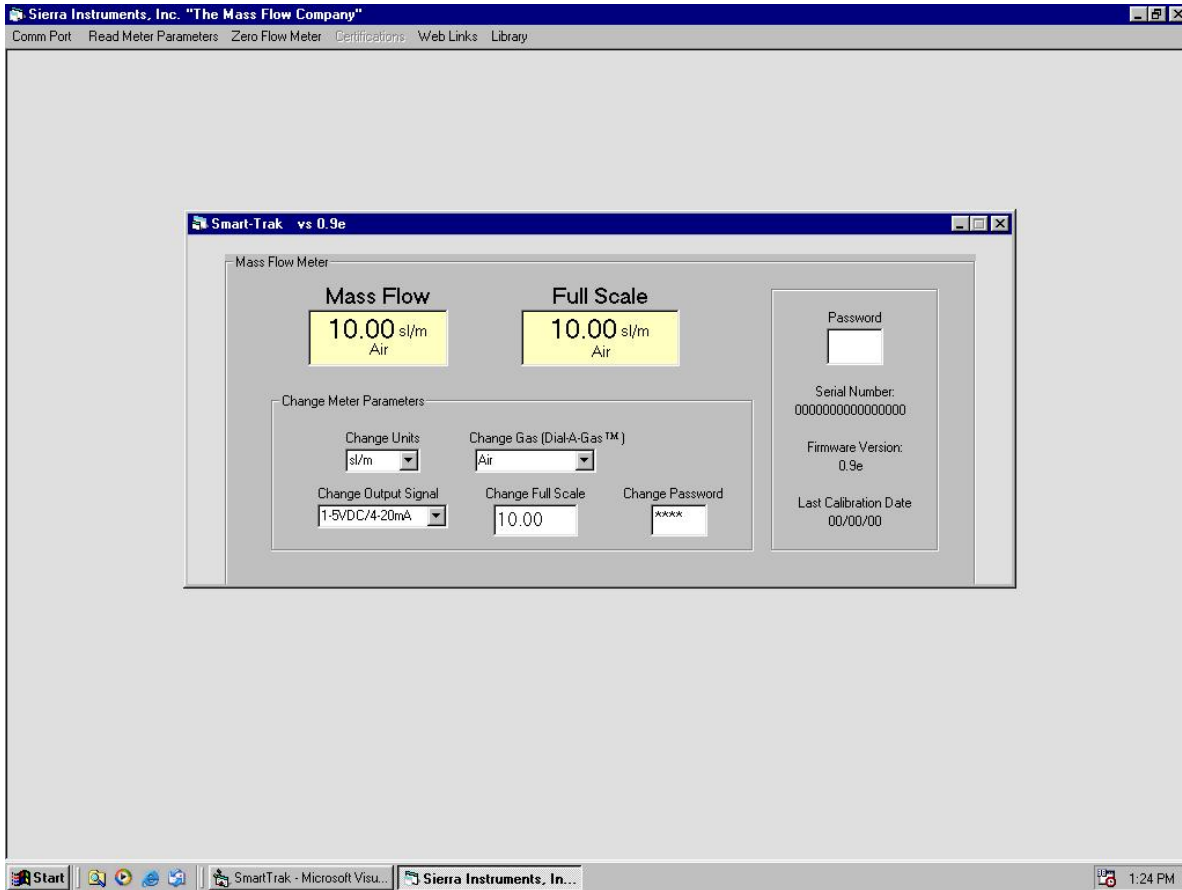 Sierra Instruments, Inc. "The Mass Flow Company"
Comm Port Read Meter Parameters Zero Flow Meter Certifications Web Links Library
Smart-Trak vs 0.9e
Mass Flow Meter
Mass Flow
10.00 sl/m
Air
Full Scale
10.00 sl/m
Air
Password
Serial Number:
0000000000000000
Firmware Version:
0.9e
Last Calibration Date
00/00/00
Change Meter Parameters
Change Units
sl/m
Change Gas (Dial-A-Gas™)
Air
Change Output Signal
1-5VDC/4-20mA
Change Full Scale
10.00
Change Password
****
Start
SmartTrak - Microsoft Visu...
Sierra Instruments, In...
1:24 PM